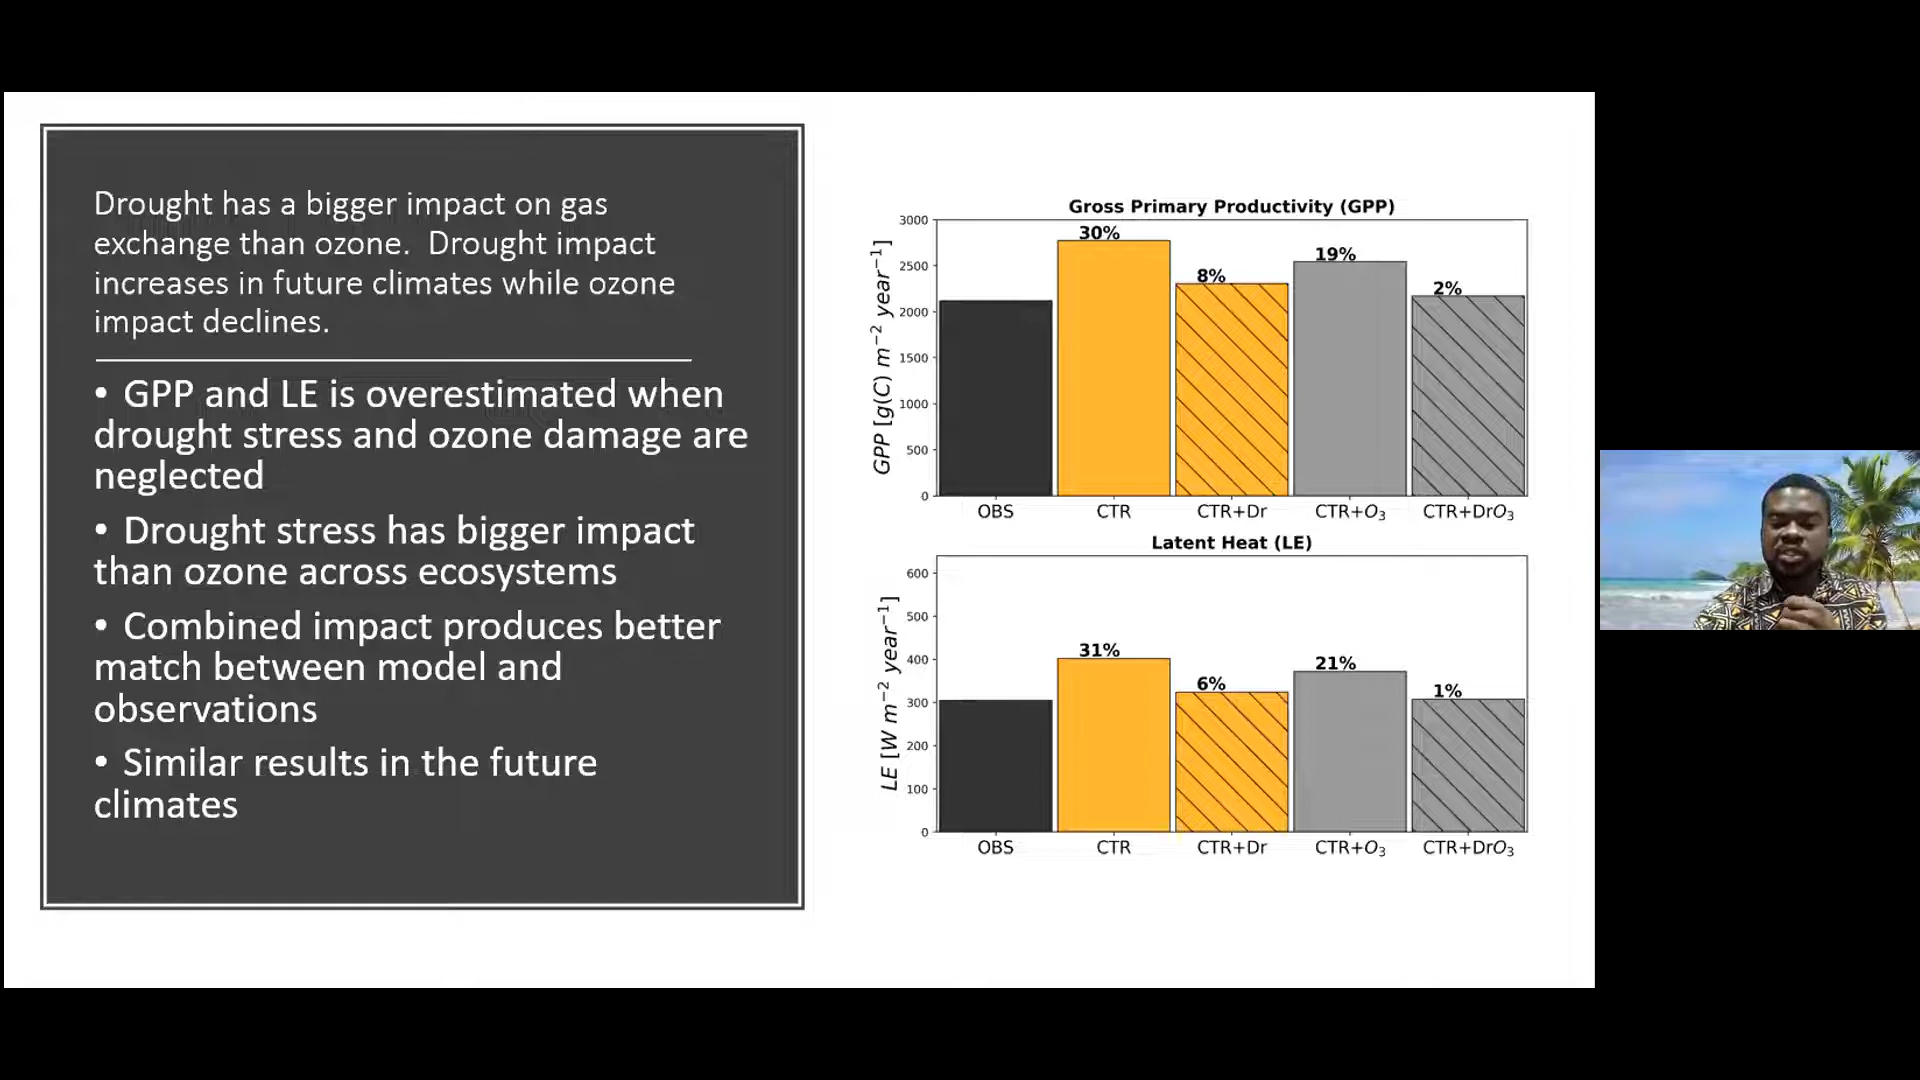 Drought has a bigger impact on gas
exchange than ozone.  Drought impact
increases in future climates while ozone
impact declines.
• GPP and LE is overestimated when
drought stress and ozone damage are
neglected
• Drought stress has bigger impact
than ozone across ecosystems
• Combined impact produces better
match between model and
observations
• Similar results in the future
climates
Gross Primary Productivity (GPP)
GPP [g(C) m⁻² year⁻¹]
3000
2500
2000
1500
1000
500
0
30%
8%
19%
2%
OBS CTR CTR+Dr CTR+O₃ CTR+DrO₃
Latent Heat (LE)
LE [W m⁻² year⁻¹]
600
500
400
300
200
100
0
31%
6%
21%
1%
OBS CTR CTR+Dr CTR+O₃ CTR+DrO₃